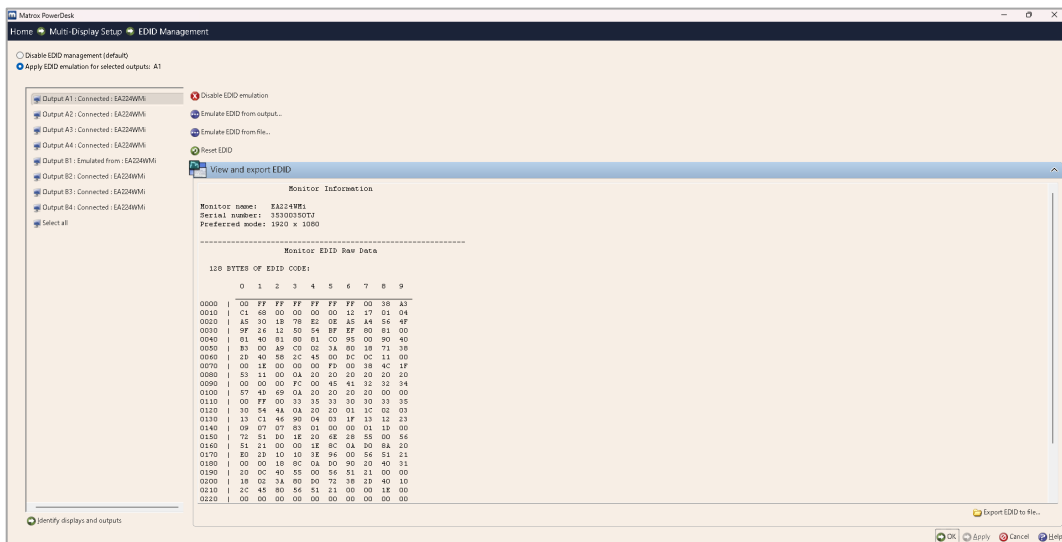 Matrox PowerDesk
Home Multi-Display Setup EDID Management
Disable EDID management (default)
Apply EDID emulation for selected outputs: A1
Output A1 : Connected : EA224WMi
Output A2 : Connected : EA224WMi
Output A3 : Connected : EA224WMi
Output A4 : Connected : EA224WMi
Output B1 : Emulated from : EA224WMi
Output B2 : Connected : EA224WMi
Output B3 : Connected : EA224WMi
Output B4 : Connected : EA224WMi
Select all
Identify displays and outputs
Disable EDID emulation
Emulate EDID from output...
Emulate EDID from file...
Reset EDID
View and export EDID
Monitor Information
Monitor name: EA224WMi
Serial number: 35300350TJ
Preferred mode: 1920 x 1080
----------------------------------------------------------------
Monitor EDID Raw Data
128 BYTES OF EDID CODE:
0 1 2 3 4 5 6 7 8 9
0000 | 00 FF FF FF FF FF FF 00 38 A3
0010 | C1 68 00 00 00 00 12 17 01 04
0020 | A5 30 1B 78 E2 0E A5 A4 56 4F
0030 | 9F 26 12 50 54 BF EF 80 81 00
0040 | 81 40 81 80 81 C0 95 00 90 40
0050 | B3 00 A9 C0 02 3A 80 18 71 38
0060 | 2D 40 58 2C 45 00 DC 0C 11 00
0070 | 00 1E 00 00 00 FD 00 38 4C 1F
0080 | 53 11 00 0A 20 20 20 20 20 20
0090 | 00 00 00 FC 00 45 41 32 32 34
0100 | 57 4D 69 0A 20 20 20 20 00 00
0110 | 00 FF 00 33 35 33 30 30 33 35
0120 | 30 54 4A 0A 20 20 01 1C 02 03
0130 | 13 C1 46 90 04 03 1F 13 12 23
0140 | 09 07 07 83 01 00 00 01 1D 00
0150 | 72 51 D0 1E 20 6E 28 55 00 56
0160 | 51 21 00 00 1E 8C 0A D0 8A 20
0170 | E0 2D 10 10 3E 96 00 56 51 21
0180 | 00 00 18 8C 0A D0 90 20 40 31
0190 | 20 0C 40 55 00 56 51 21 00 00
0200 | 18 02 3A 80 D0 72 38 2D 40 10
0210 | 2C 45 80 56 51 21 00 00 1E 00
0220 | 00 00 00 00 00 00 00 00 00 00
Export EDID to file...
OK Apply Cancel Help